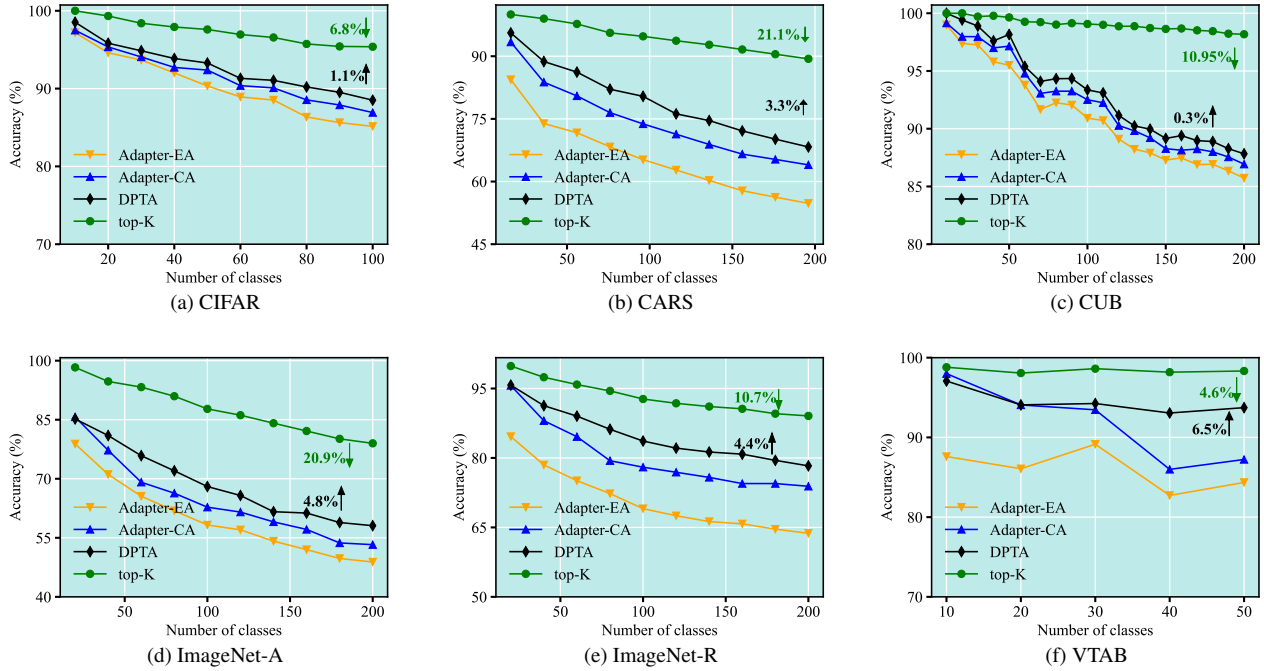 100
90
80
70
Accuracy (%)
6.8%
1.1%
Adapter-EA
Adapter-CA
DPTA
top-K
20 40 60 80 100
Number of classes
(a) CIFAR
90
75
60
45
Accuracy (%)
21.1%
3.3%
Adapter-EA
Adapter-CA
DPTA
top-K
50 100 150 200
Number of classes
(b) CARS
100
95
90
85
80
Accuracy (%)
10.95%
0.3%
Adapter-EA
Adapter-CA
DPTA
top-K
50 100 150 200
Number of classes
(c) CUB
100
85
70
55
40
Accuracy (%)
20.9%
4.8%
Adapter-EA
Adapter-CA
DPTA
top-K
50 100 150 200
Number of classes
(d) ImageNet-A
95
80
65
50
Accuracy (%)
10.7%
4.4%
Adapter-EA
Adapter-CA
DPTA
top-K
50 100 150 200
Number of classes
(e) ImageNet-R
100
90
80
70
Accuracy (%)
4.6%
6.5%
Adapter-EA
Adapter-CA
DPTA
top-K
10 20 30 40 50
Number of classes
(f) VTAB